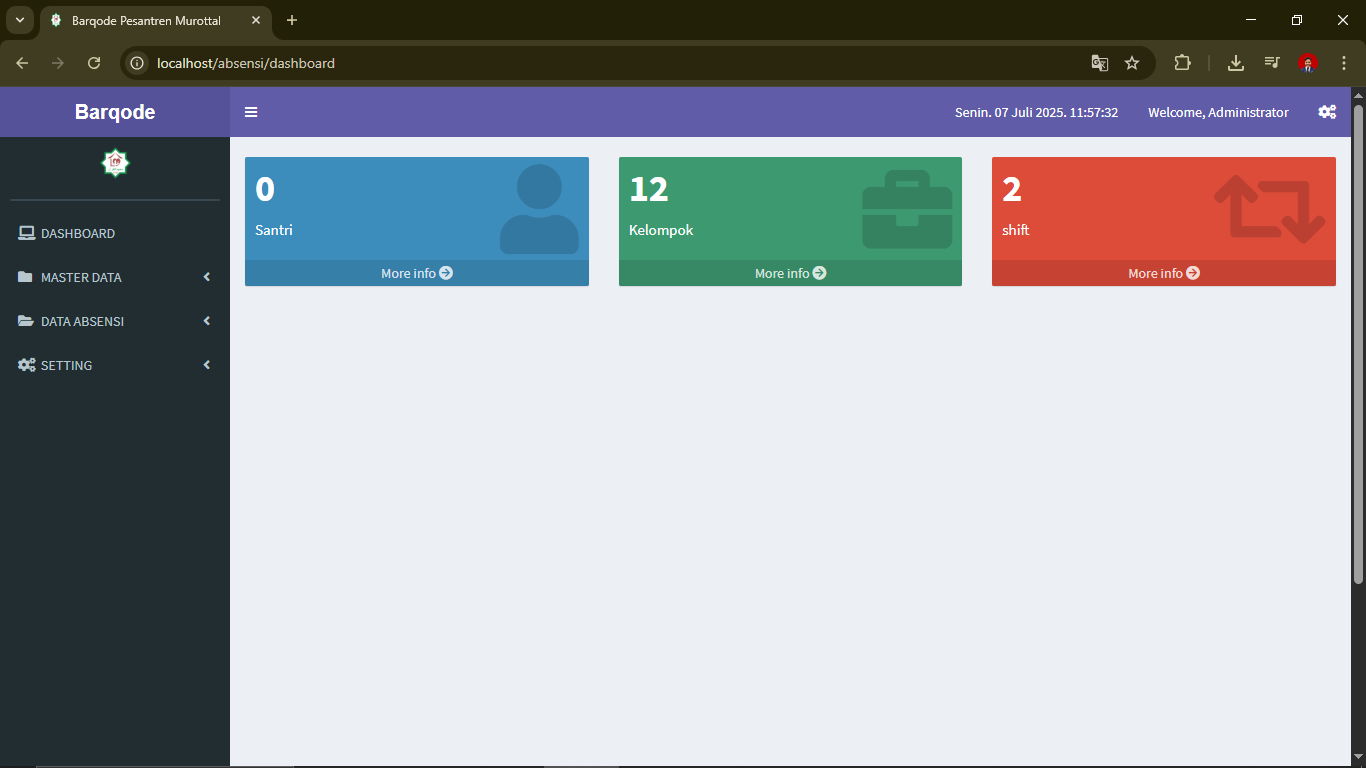 Barqode Pesantren Murottal
localhost/absensi/dashboard
Barqode
Senin. 07 Juli 2025. 11:57:32
Welcome, Administrator
DASHBOARD
MASTER DATA
DATA ABSENSI
SETTING
0
Santri
More info
12
Kelompok
More info
2
shift
More info